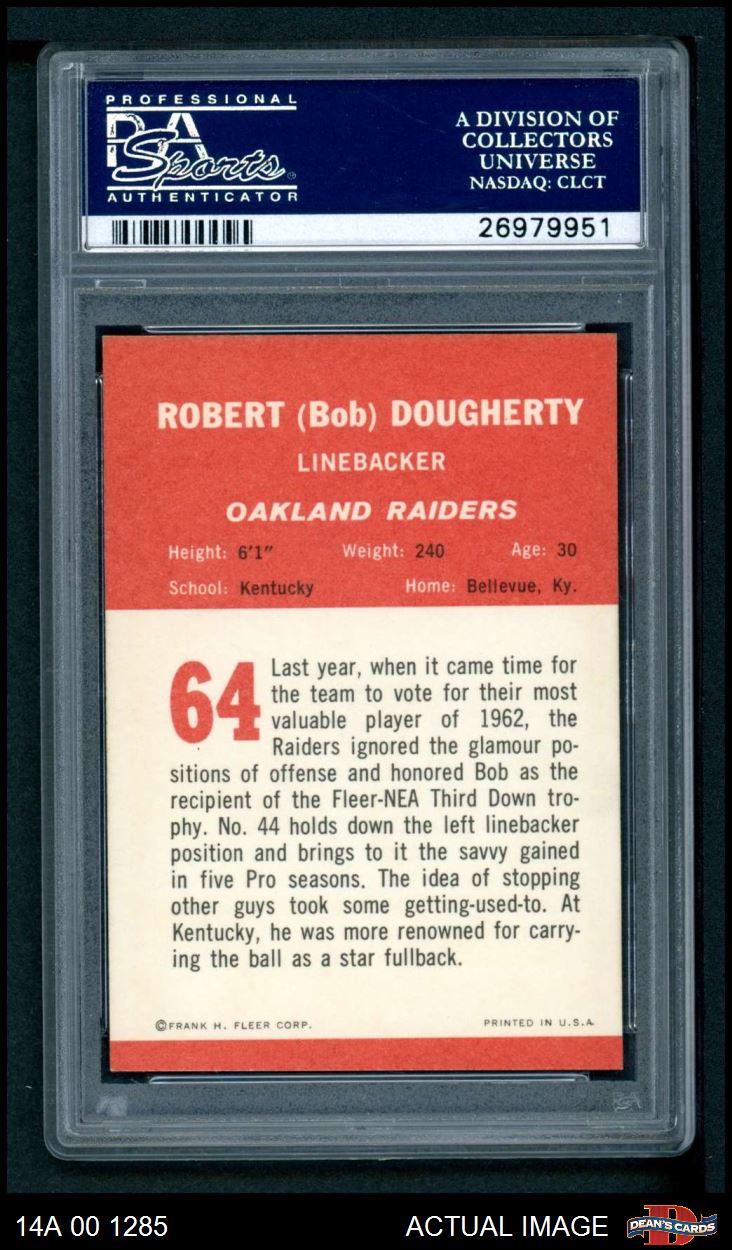 PROFESSIONAL
PSA
Sports
AUTHENTICATOR
A DIVISION OF
COLLECTORS
UNIVERSE
NASDAQ: CLCT
26979951
ROBERT (Bob) DOUGHERTY
LINEBACKER
OAKLAND RAIDERS
Height: 6'1" Weight: 240 Age: 30
School: Kentucky Home: Bellevue, Ky.
64
Last year, when it came time for
the team to vote for their most
valuable player of 1962, the
Raiders ignored the glamour po-
sitions of offense and honored Bob as the
recipient of the Fleer-NEA Third Down tro-
phy. No. 44 holds down the left linebacker
position and brings to it the savvy gained
in five Pro seasons. The idea of stopping
other guys took some getting-used-to. At
Kentucky, he was more renowned for carry-
ing the ball as a star fullback.
©FRANK H. FLEER CORP. PRINTED IN U.S.A.
PSA
14A 00 1285 ACTUAL IMAGE DEAN'S CARDS